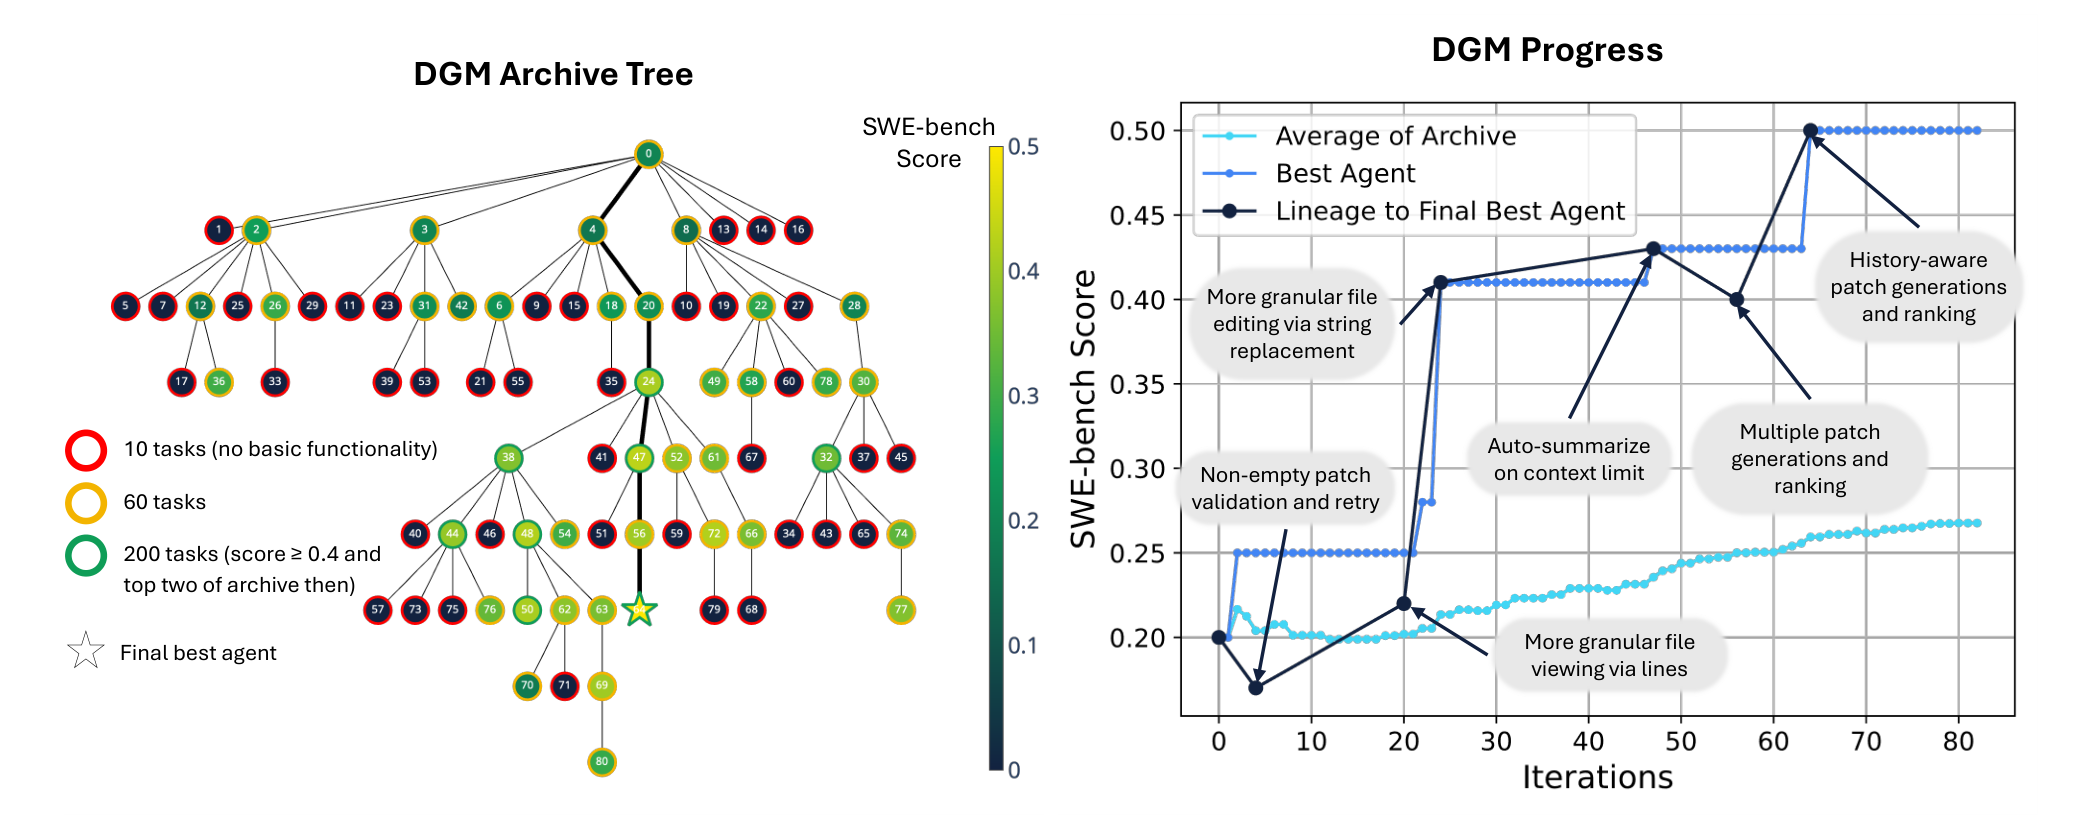 DGM Archive Tree
SWE-bench
Score
0.5
0.4
0.3
0.2
0.1
0
0
1 2 3 4 8 13 14 16
5 7 12 25 26 29 11 23 31 42 6 9 15 18 20 10 19 22 27 28
17 36 33 39 53 21 55 35 24 49 58 60 78 30
38 41 47 52 61 67 32 37 45
40 44 46 48 54 51 56 59 72 66 34 43 65 74
57 73 75 76 50 62 63 79 68 77
70 71 69
80
10 tasks (no basic functionality)
60 tasks
200 tasks (score ≥ 0.4 and
top two of archive then)
Final best agent
DGM Progress
Average of Archive
Best Agent
Lineage to Final Best Agent
SWE-bench Score
0.50
0.45
0.40
0.35
0.30
0.25
0.20
More granular file
editing via string
replacement
History-aware
patch generations
and ranking
Non-empty patch
validation and retry
Auto-summarize
on context limit
Multiple patch
generations and
ranking
More granular file
viewing via lines
0 10 20 30 40 50 60 70 80
Iterations